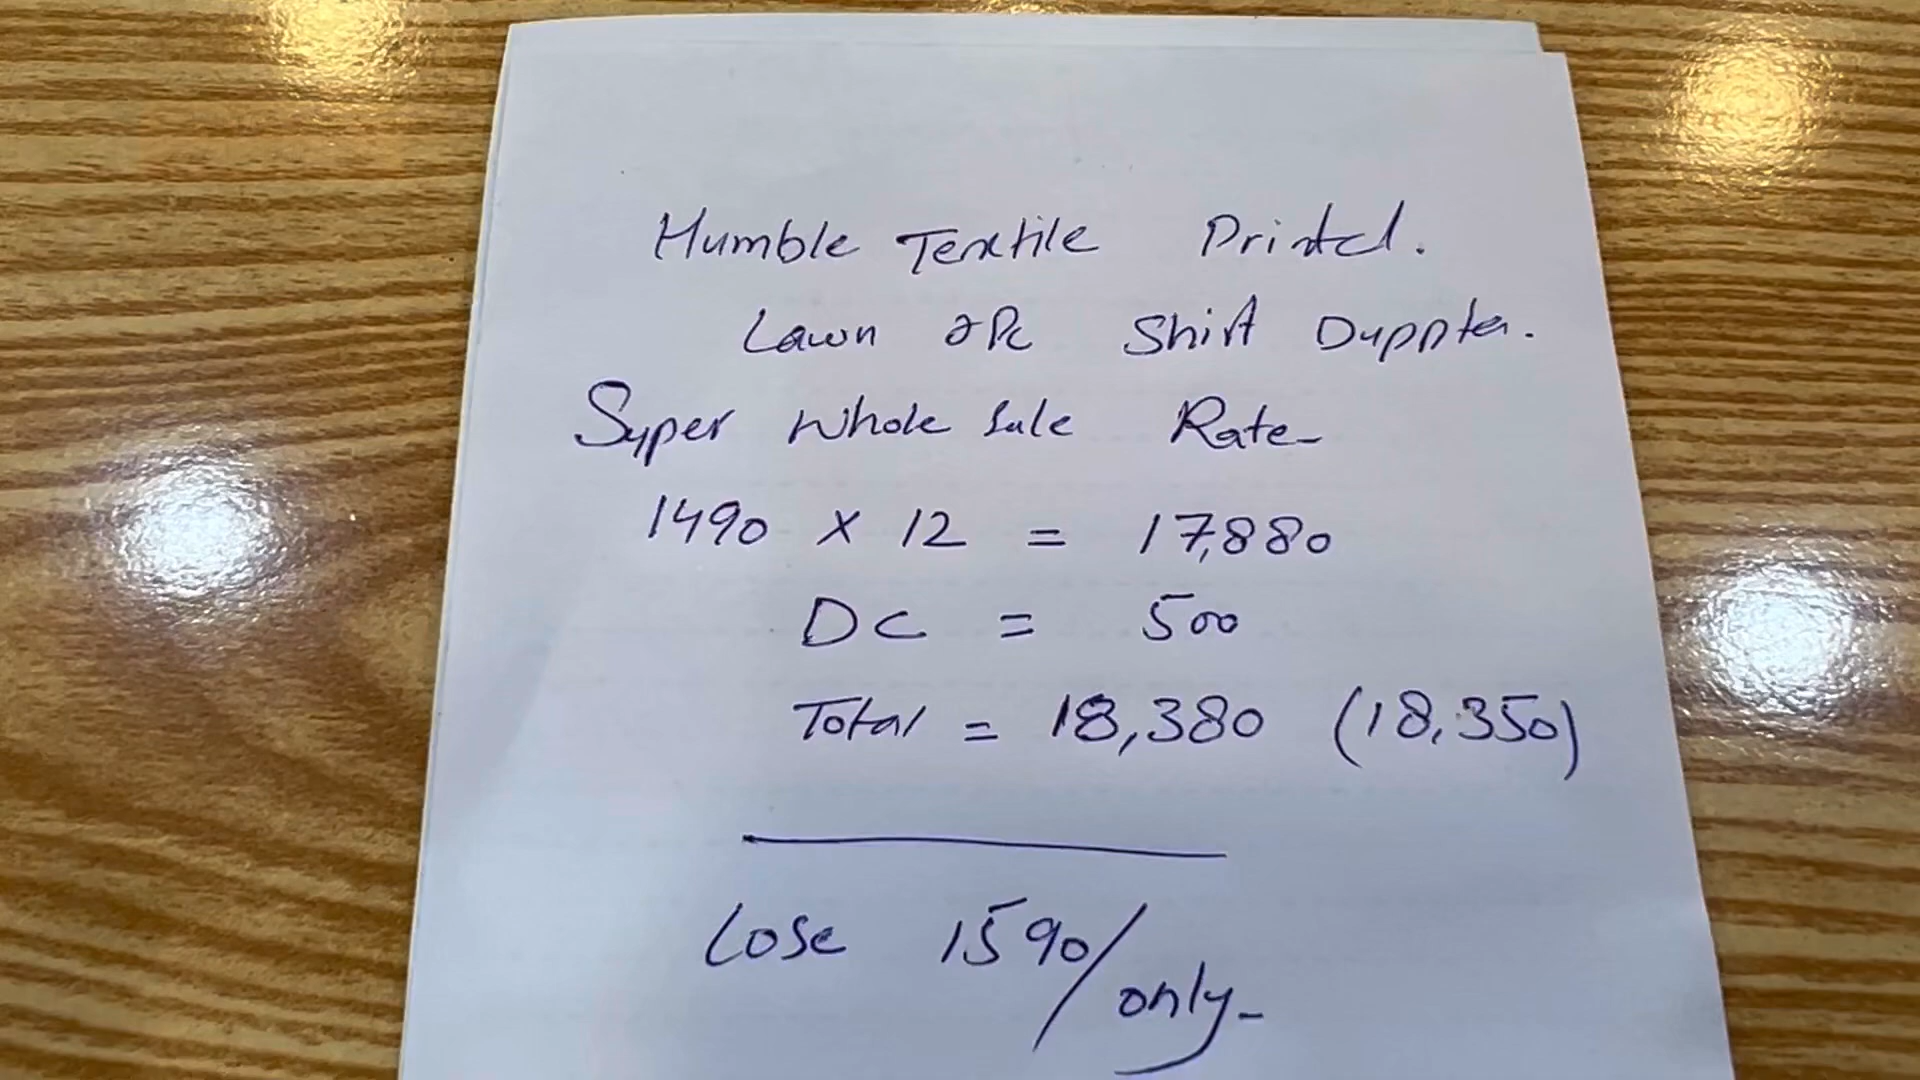 Humble Textile Printed.
Lawn 2Pc Shirt Duppta.
Super Whole Sale Rate-
1490 x 12 = 17,880
DC = 500
Total = 18,380 (18,350)
Lose 1590/only-